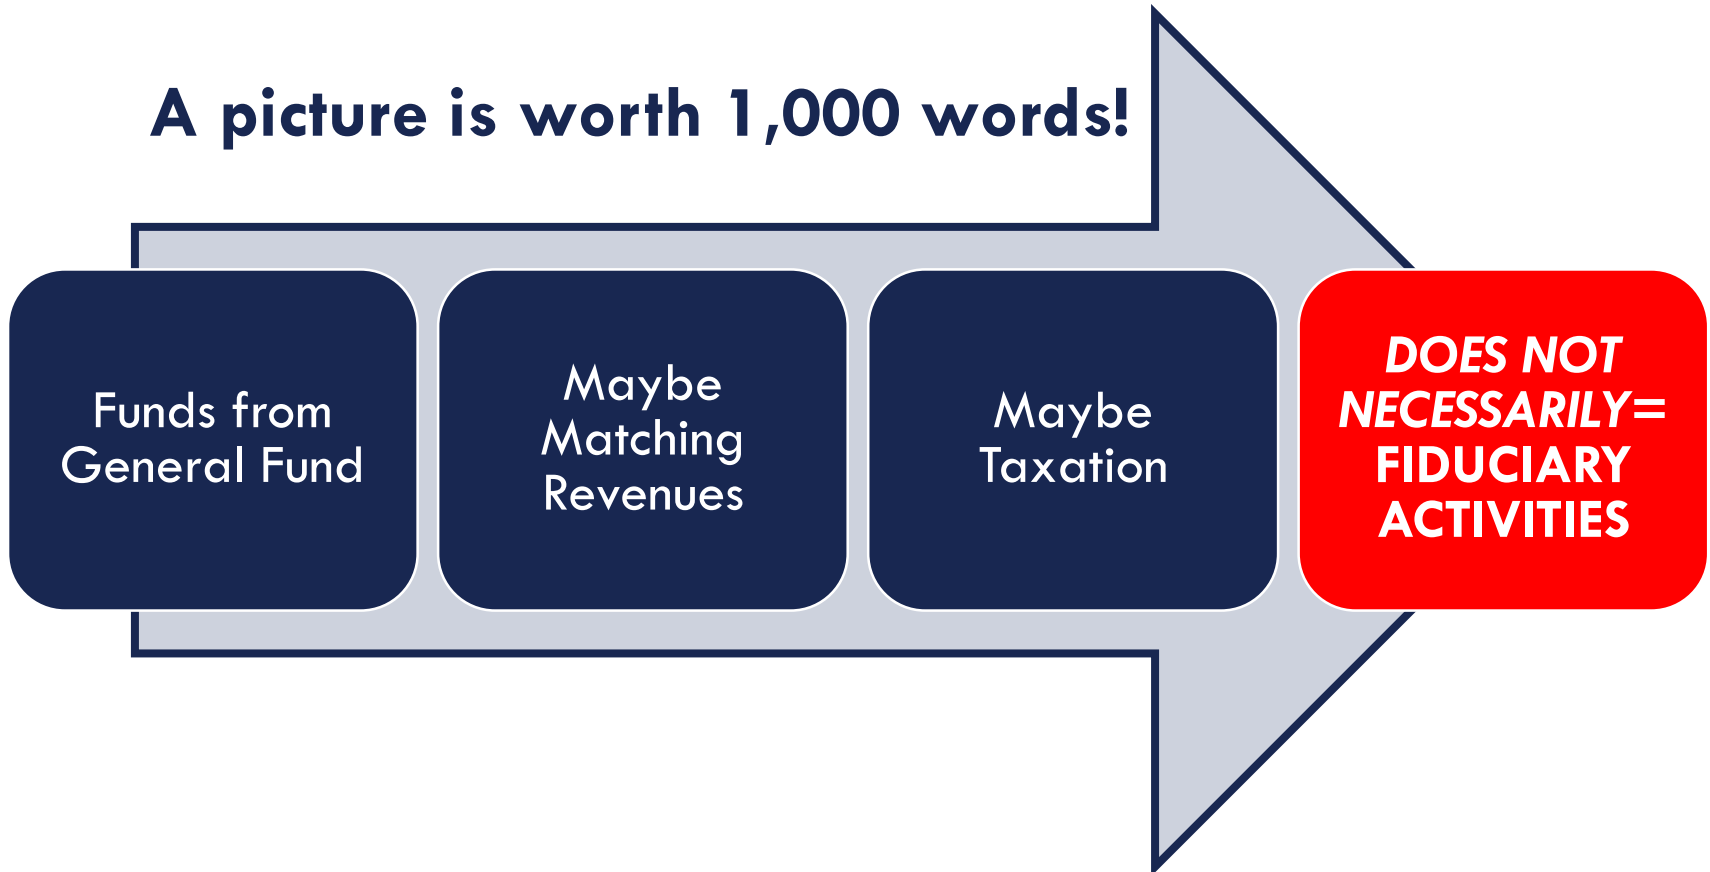 A picture is worth 1,000 words!
Funds from
General Fund
Maybe
Matching
Revenues
Maybe
Taxation
DOES NOT
NECESSARILY=
FIDUCIARY
ACTIVITIES